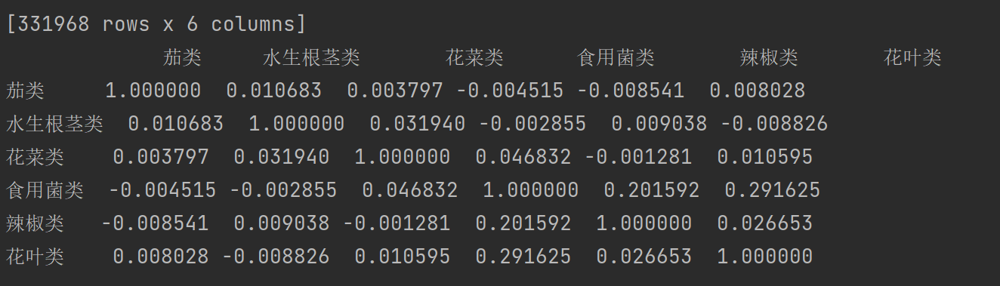 [331968 rows x 6 columns]
茄类 水生根茎类 花菜类 食用菌类 辣椒类 花叶类
茄类 1.000000 0.010683 0.003797 -0.004515 -0.008541 0.008028
水生根茎类 0.010683 1.000000 0.031940 -0.002855 0.009038 -0.008826
花菜类 0.003797 0.031940 1.000000 0.046832 -0.001281 0.010595
食用菌类 -0.004515 -0.002855 0.046832 1.000000 0.201592 0.291625
辣椒类 -0.008541 0.009038 -0.001281 0.201592 1.000000 0.026653
花叶类 0.008028 -0.008826 0.010595 0.291625 0.026653 1.000000